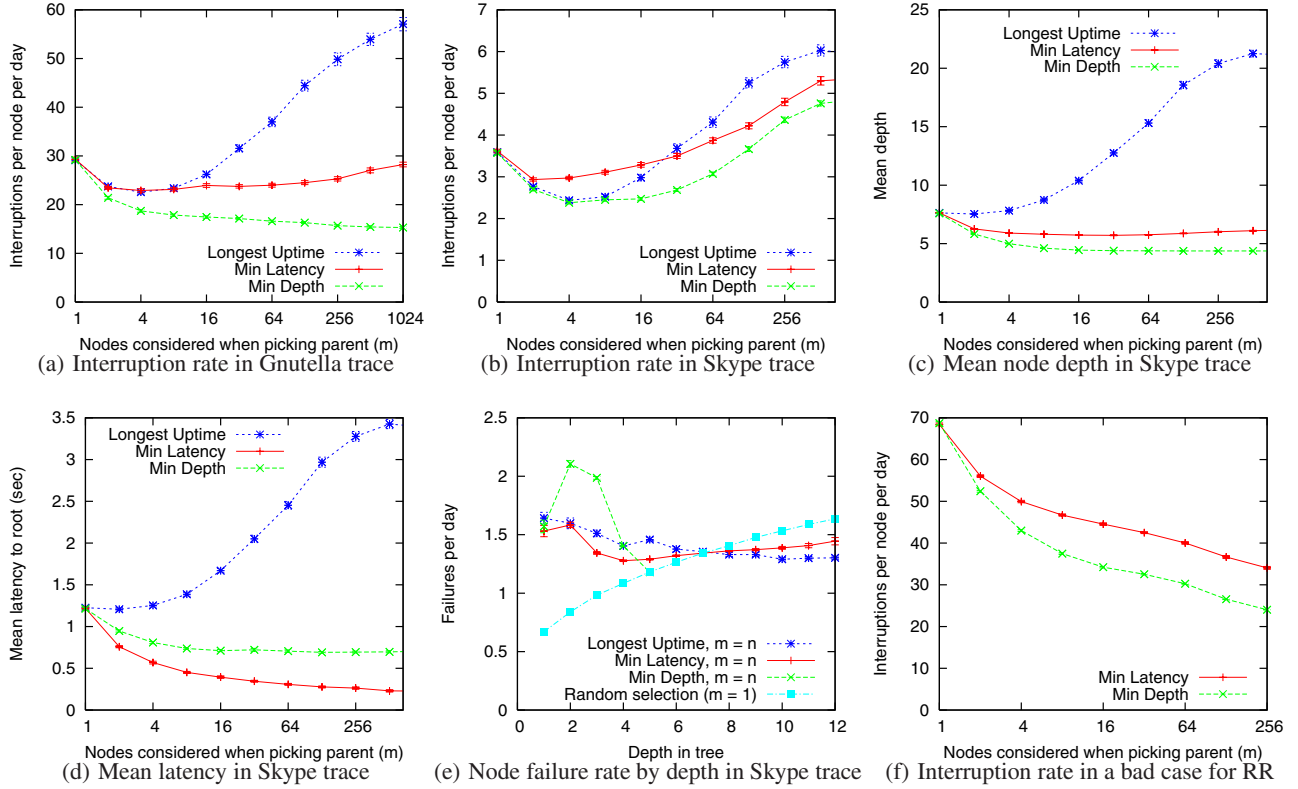 Interruptions per node per day
60
50
40
30
20
10
0
Longest Uptime
Min Latency
Min Depth
1 4 16 64 256 1024
Nodes considered when picking parent (m)
(a) Interruption rate in Gnutella trace
Interruptions per node per day
7
6
5
4
3
2
1
0
Longest Uptime
Min Latency
Min Depth
1 4 16 64 256
Nodes considered when picking parent (m)
(b) Interruption rate in Skype trace
Mean depth
25
20
15
10
5
0
Longest Uptime
Min Latency
Min Depth
1 4 16 64 256
Nodes considered when picking parent (m)
(c) Mean node depth in Skype trace
Mean latency to root (sec)
3.5
3
2.5
2
1.5
1
0.5
0
Longest Uptime
Min Latency
Min Depth
1 4 16 64 256
Nodes considered when picking parent (m)
(d) Mean latency in Skype trace
Failures per day
2.5
2
1.5
1
0.5
0
Longest Uptime, m = n
Min Latency, m = n
Min Depth, m = n
Random selection (m = 1)
0 2 4 6 8 10 12
Depth in tree
(e) Node failure rate by depth in Skype trace
Interruptions per node per day
70
60
50
40
30
20
10
0
Min Latency
Min Depth
1 4 16 64 256
Nodes considered when picking parent (m)
(f) Interruption rate in a bad case for RR